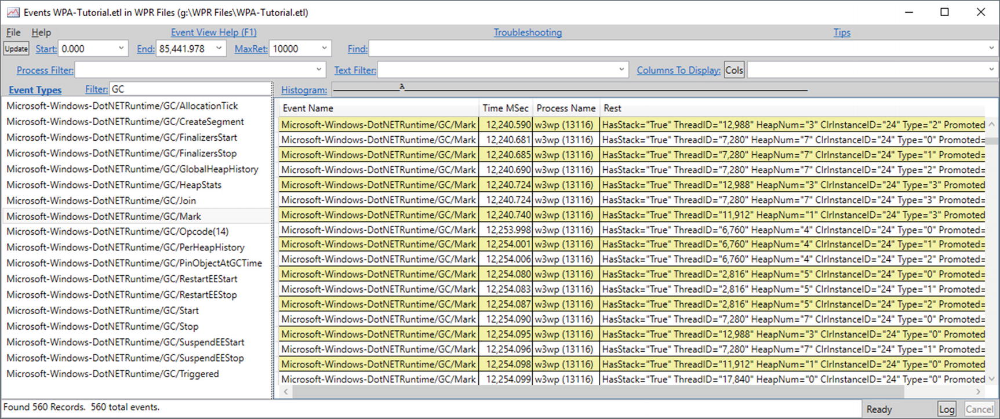 Events WPA-Tutorial.etl in WPR Files (g:\WPR Files\WPA-Tutorial.etl)
File Help Event View Help (F1) Troubleshooting Tips
Update Start: 0.000 End: 85,441.978 MaxRet: 10000 Find:
Process Filter: Text Filter: Columns To Display: Cols
Event Types Filter: GC Histogram: A
Microsoft-Windows-DotNETRuntime/GC/AllocationTick
Microsoft-Windows-DotNETRuntime/GC/CreateSegment
Microsoft-Windows-DotNETRuntime/GC/FinalizersStart
Microsoft-Windows-DotNETRuntime/GC/FinalizersStop
Microsoft-Windows-DotNETRuntime/GC/GlobalHeapHistory
Microsoft-Windows-DotNETRuntime/GC/HeapStats
Microsoft-Windows-DotNETRuntime/GC/Join
Microsoft-Windows-DotNETRuntime/GC/Mark
Microsoft-Windows-DotNETRuntime/GC/Opcode(14)
Microsoft-Windows-DotNETRuntime/GC/PerHeapHistory
Microsoft-Windows-DotNETRuntime/GC/PinObjectAtGCTime
Microsoft-Windows-DotNETRuntime/GC/RestartEEStart
Microsoft-Windows-DotNETRuntime/GC/RestartEEStop
Microsoft-Windows-DotNETRuntime/GC/Start
Microsoft-Windows-DotNETRuntime/GC/Stop
Microsoft-Windows-DotNETRuntime/GC/SuspendEEStart
Microsoft-Windows-DotNETRuntime/GC/SuspendEEStop
Microsoft-Windows-DotNETRuntime/GC/Triggered
Event Name Time MSec Process Name Rest
Microsoft-Windows-DotNETRuntime/GC/Mark 12,240.590 w3wp (13116) HasStack="True" ThreadID="12,988" HeapNum="3" ClrInstanceID="24" Type="2" Promoted
Microsoft-Windows-DotNETRuntime/GC/Mark 12,240.681 w3wp (13116) HasStack="True" ThreadID="7,280" HeapNum="7" ClrInstanceID="24" Type="0" Promoted=
Microsoft-Windows-DotNETRuntime/GC/Mark 12,240.685 w3wp (13116) HasStack="True" ThreadID="7,280" HeapNum="7" ClrInstanceID="24" Type="1" Promoted=
Microsoft-Windows-DotNETRuntime/GC/Mark 12,240.690 w3wp (13116) HasStack="True" ThreadID="7,280" HeapNum="7" ClrInstanceID="24" Type="2" Promoted=
Microsoft-Windows-DotNETRuntime/GC/Mark 12,240.724 w3wp (13116) HasStack="True" ThreadID="12,988" HeapNum="3" ClrInstanceID="24" Type="3" Promoted
Microsoft-Windows-DotNETRuntime/GC/Mark 12,240.724 w3wp (13116) HasStack="True" ThreadID="7,280" HeapNum="7" ClrInstanceID="24" Type="3" Promoted=
Microsoft-Windows-DotNETRuntime/GC/Mark 12,240.740 w3wp (13116) HasStack="True" ThreadID="11,912" HeapNum="1" ClrInstanceID="24" Type="3" Promoted
Microsoft-Windows-DotNETRuntime/GC/Mark 12,253.998 w3wp (13116) HasStack="True" ThreadID="6,760" HeapNum="4" ClrInstanceID="24" Type="0" Promoted=
Microsoft-Windows-DotNETRuntime/GC/Mark 12,254.001 w3wp (13116) HasStack="True" ThreadID="6,760" HeapNum="4" ClrInstanceID="24" Type="1" Promoted=
Microsoft-Windows-DotNETRuntime/GC/Mark 12,254.006 w3wp (13116) HasStack="True" ThreadID="6,760" HeapNum="4" ClrInstanceID="24" Type="2" Promoted=
Microsoft-Windows-DotNETRuntime/GC/Mark 12,254.080 w3wp (13116) HasStack="True" ThreadID="2,816" HeapNum="5" ClrInstanceID="24" Type="0" Promoted=
Microsoft-Windows-DotNETRuntime/GC/Mark 12,254.083 w3wp (13116) HasStack="True" ThreadID="2,816" HeapNum="5" ClrInstanceID="24" Type="1" Promoted=
Microsoft-Windows-DotNETRuntime/GC/Mark 12,254.087 w3wp (13116) HasStack="True" ThreadID="2,816" HeapNum="5" ClrInstanceID="24" Type="2" Promoted=
Microsoft-Windows-DotNETRuntime/GC/Mark 12,254.090 w3wp (13116) HasStack="True" ThreadID="7,280" HeapNum="7" ClrInstanceID="24" Type="0" Promoted=
Microsoft-Windows-DotNETRuntime/GC/Mark 12,254.095 w3wp (13116) HasStack="True" ThreadID="12,988" HeapNum="3" ClrInstanceID="24" Type="0" Promoted
Microsoft-Windows-DotNETRuntime/GC/Mark 12,254.096 w3wp (13116) HasStack="True" ThreadID="7,280" HeapNum="7" ClrInstanceID="24" Type="1" Promoted=
Microsoft-Windows-DotNETRuntime/GC/Mark 12,254.098 w3wp (13116) HasStack="True" ThreadID="11,912" HeapNum="1" ClrInstanceID="24" Type="0" Promoted
Microsoft-Windows-DotNETRuntime/GC/Mark 12,254.099 w3wp (13116) HasStack="True" ThreadID="17,840" HeapNum="0" ClrInstanceID="24" Type="0" Promoted
Found 560 Records. 560 total events. Ready Log Cancel